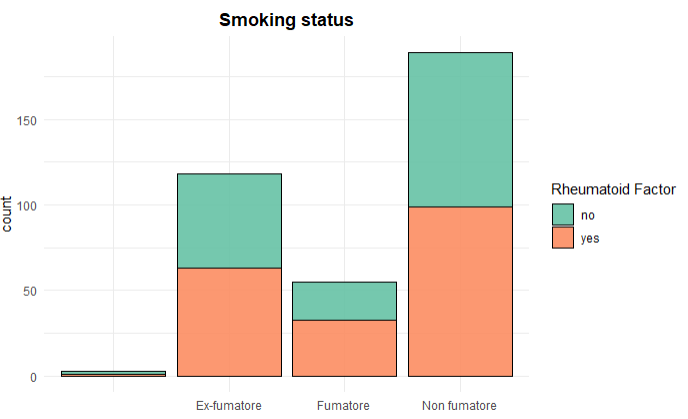 Smoking status
150
100
50
0
count
Ex-fumatore
Fumatore
Non fumatore
Rheumatoid Factor
no
yes